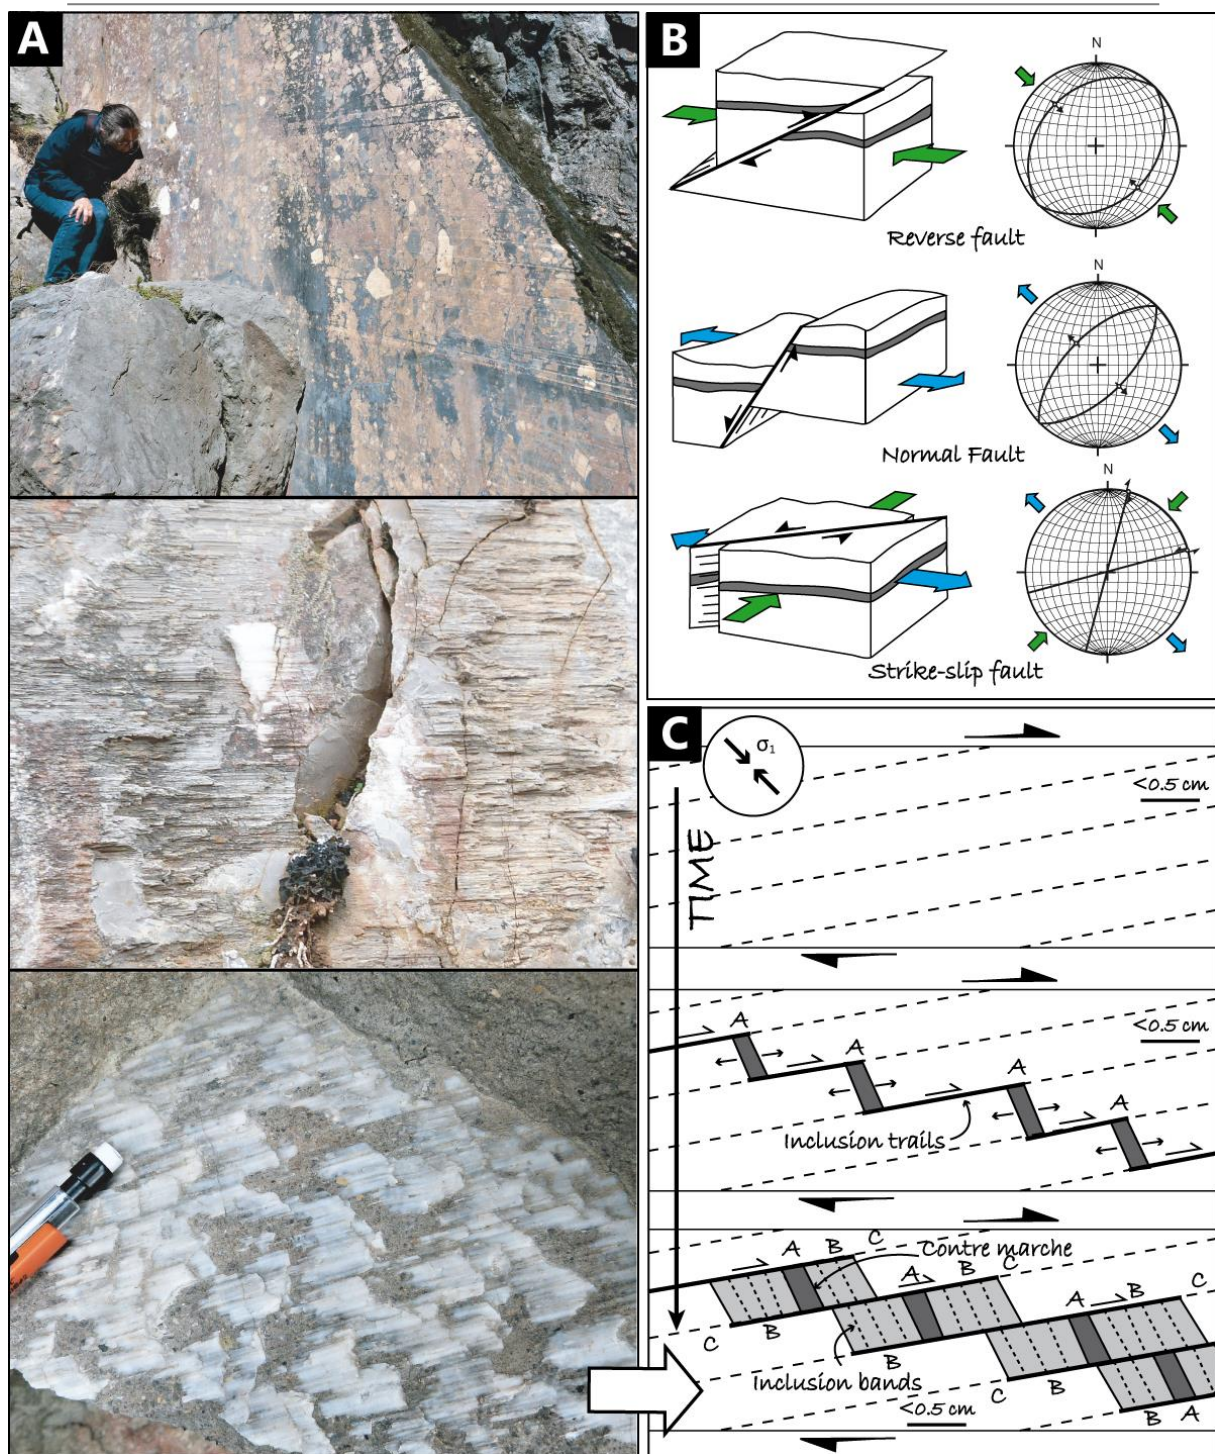 A
B
N
Reverse fault
N
Normal Fault
N
Strike-slip fault
C
σ1
<0.5 cm
TIME
A
<0.5 cm
A
A
A
Inclusion trails
A
B
C
Contre marche
A
B
C
A
B
C
C
B
B
Inclusion bands
C
B
<0.5 cm
B
A